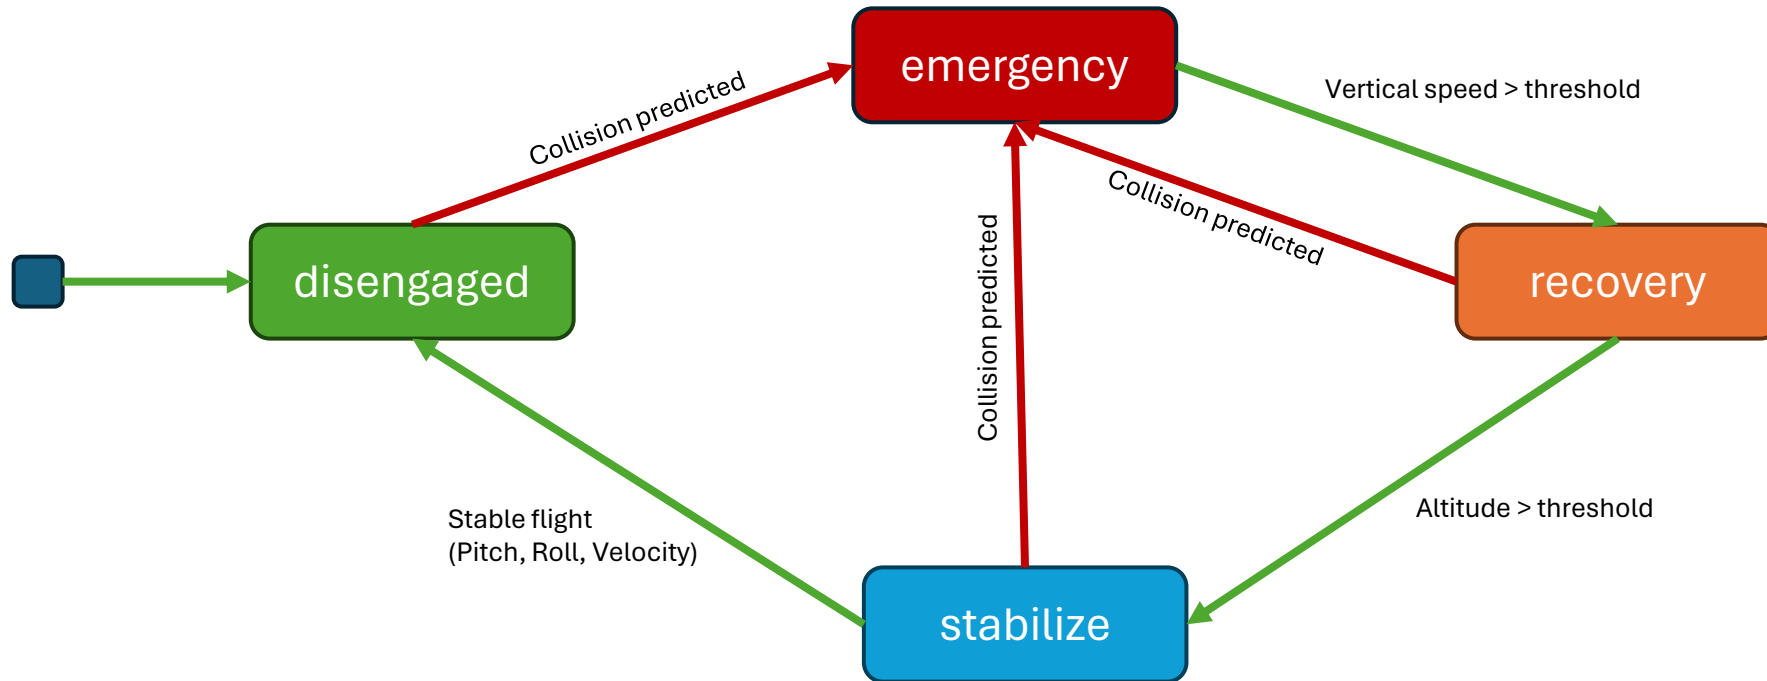 emergency
Collision predicted
Vertical speed > threshold
Collision predicted
Collision predicted
disengaged
recovery
Stable flight
(Pitch, Roll, Velocity)
Altitude > threshold
stabilize